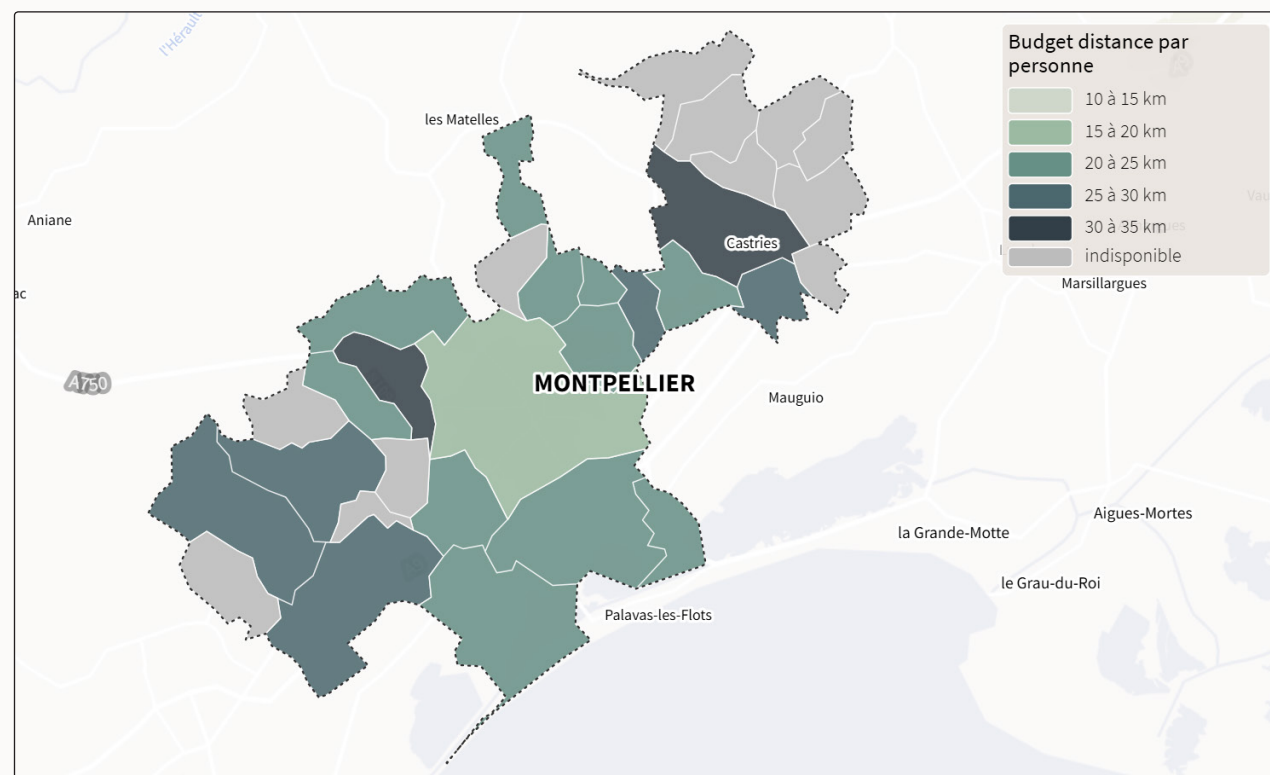 l'Hérault
Budget distance par
personne
10 à 15 km
15 à 20 km
20 à 25 km
25 à 30 km
30 à 35 km
indisponible
les Matelles
Aniane
Castries
Marsillargues
ac
A750
MONTPELLIER
Mauguio
Aigues-Mortes
la Grande-Motte
le Grau-du-Roi
Palavas-les-Flots